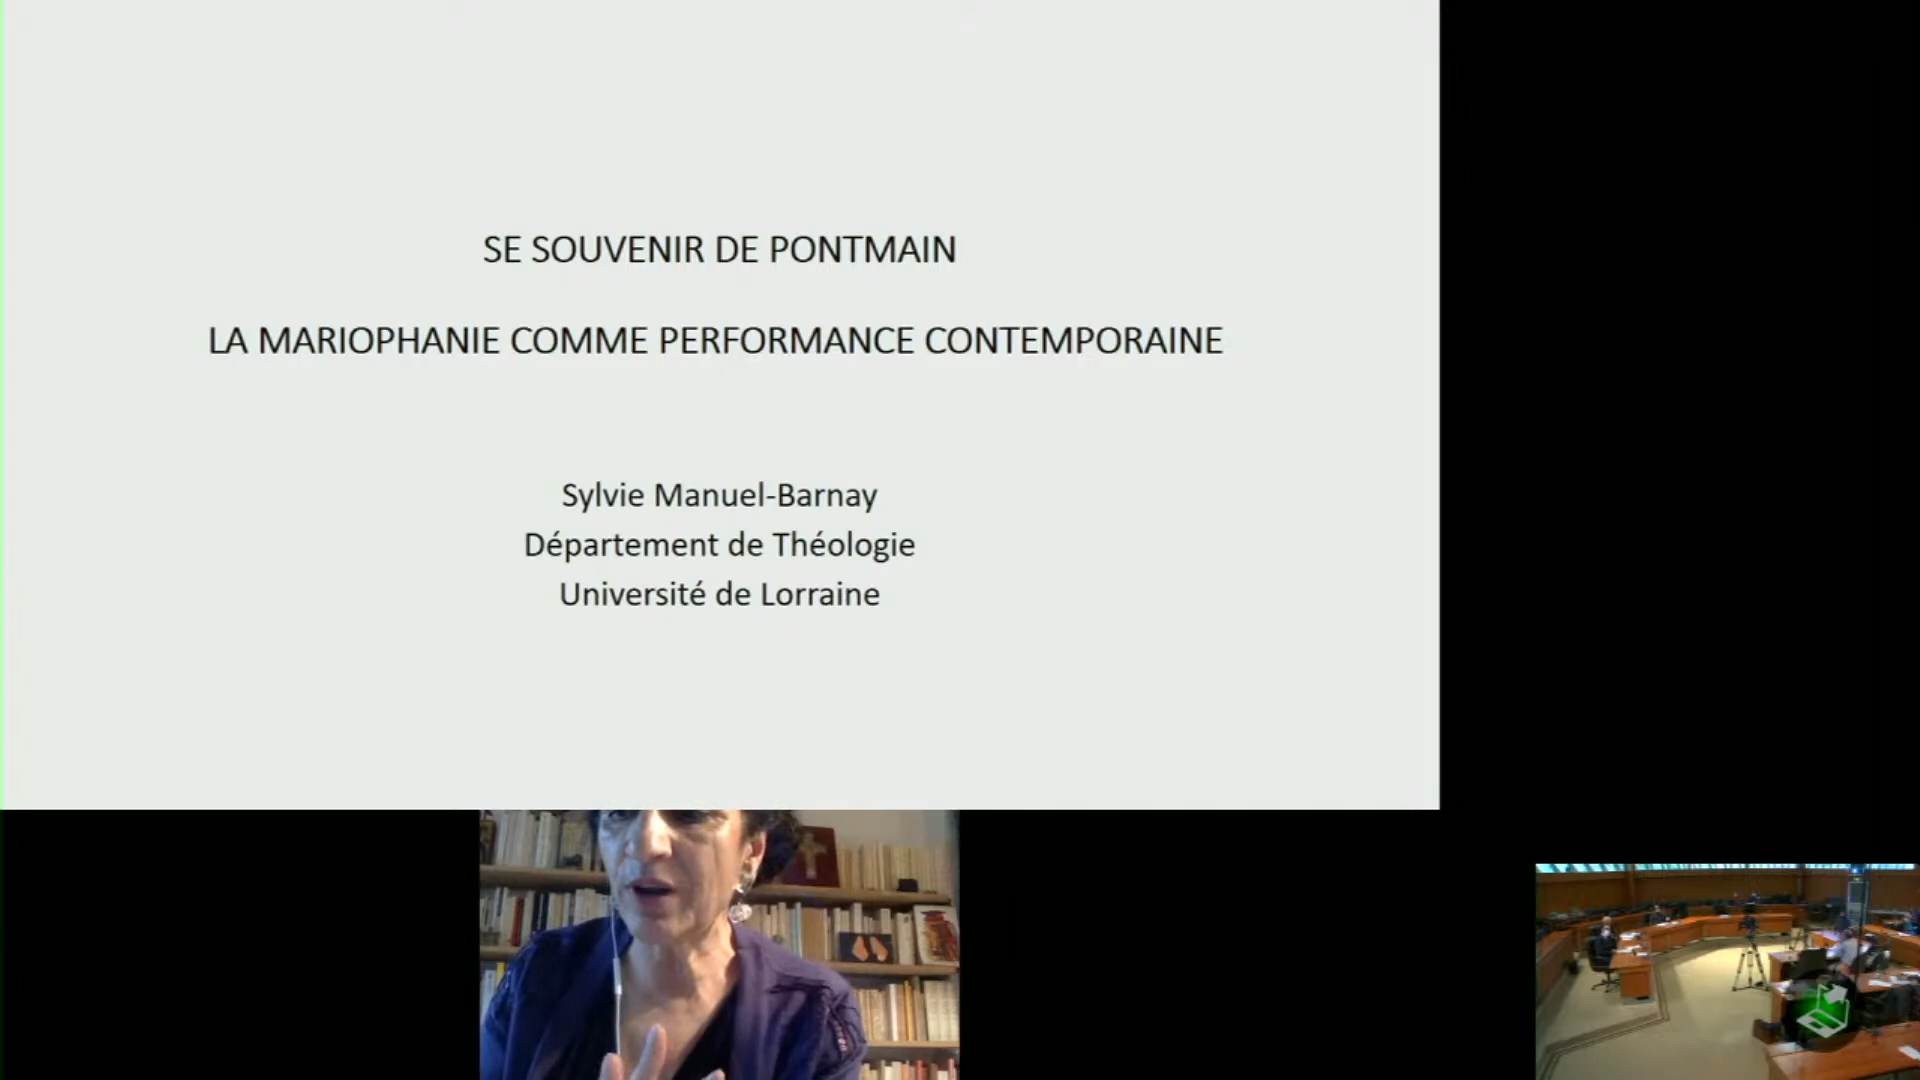 SE SOUVENIR DE PONTMAIN
LA MARIOPHANIE COMME PERFORMANCE CONTEMPORAINE
Sylvie Manuel-Barnay
Département de Théologie
Université de Lorraine